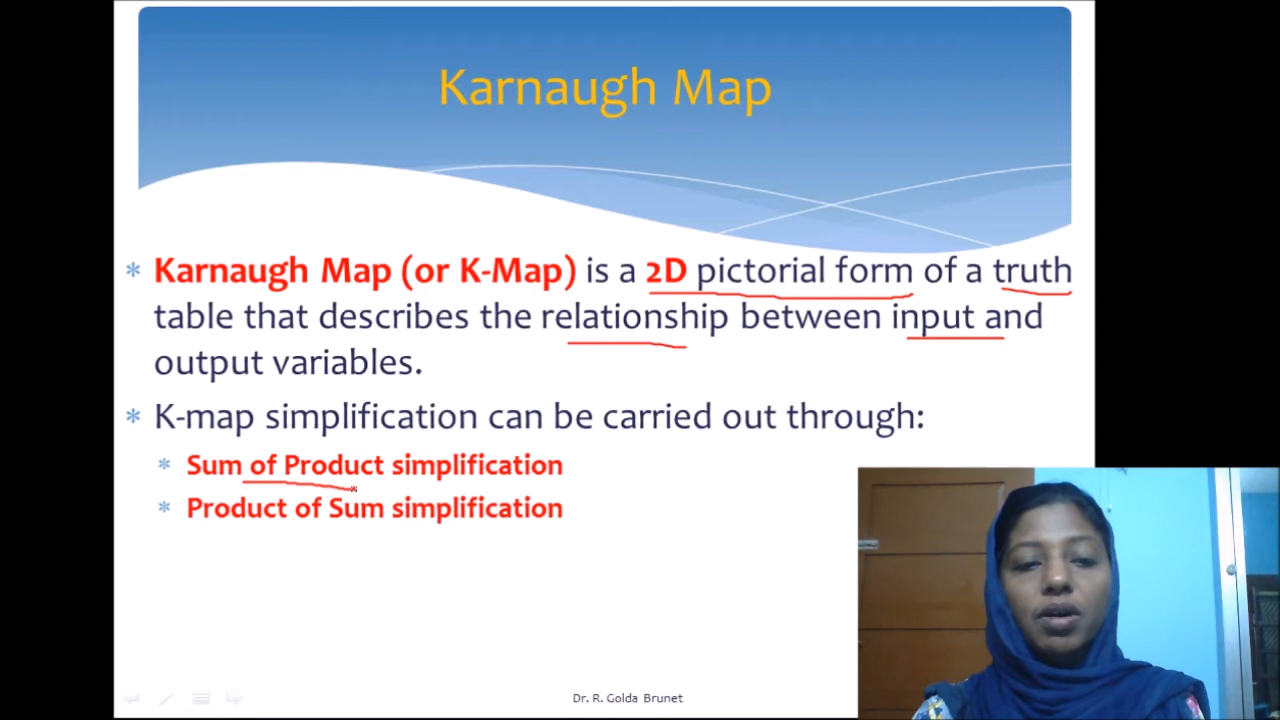 Karnaugh Map
* Karnaugh Map (or K-Map) is a 2D pictorial form of a truth
table that describes the relationship between input and
output variables.
* K-map simplification can be carried out through:
* Sum of Product simplification
* Product of Sum simplification
Dr. R. Golda Brunet